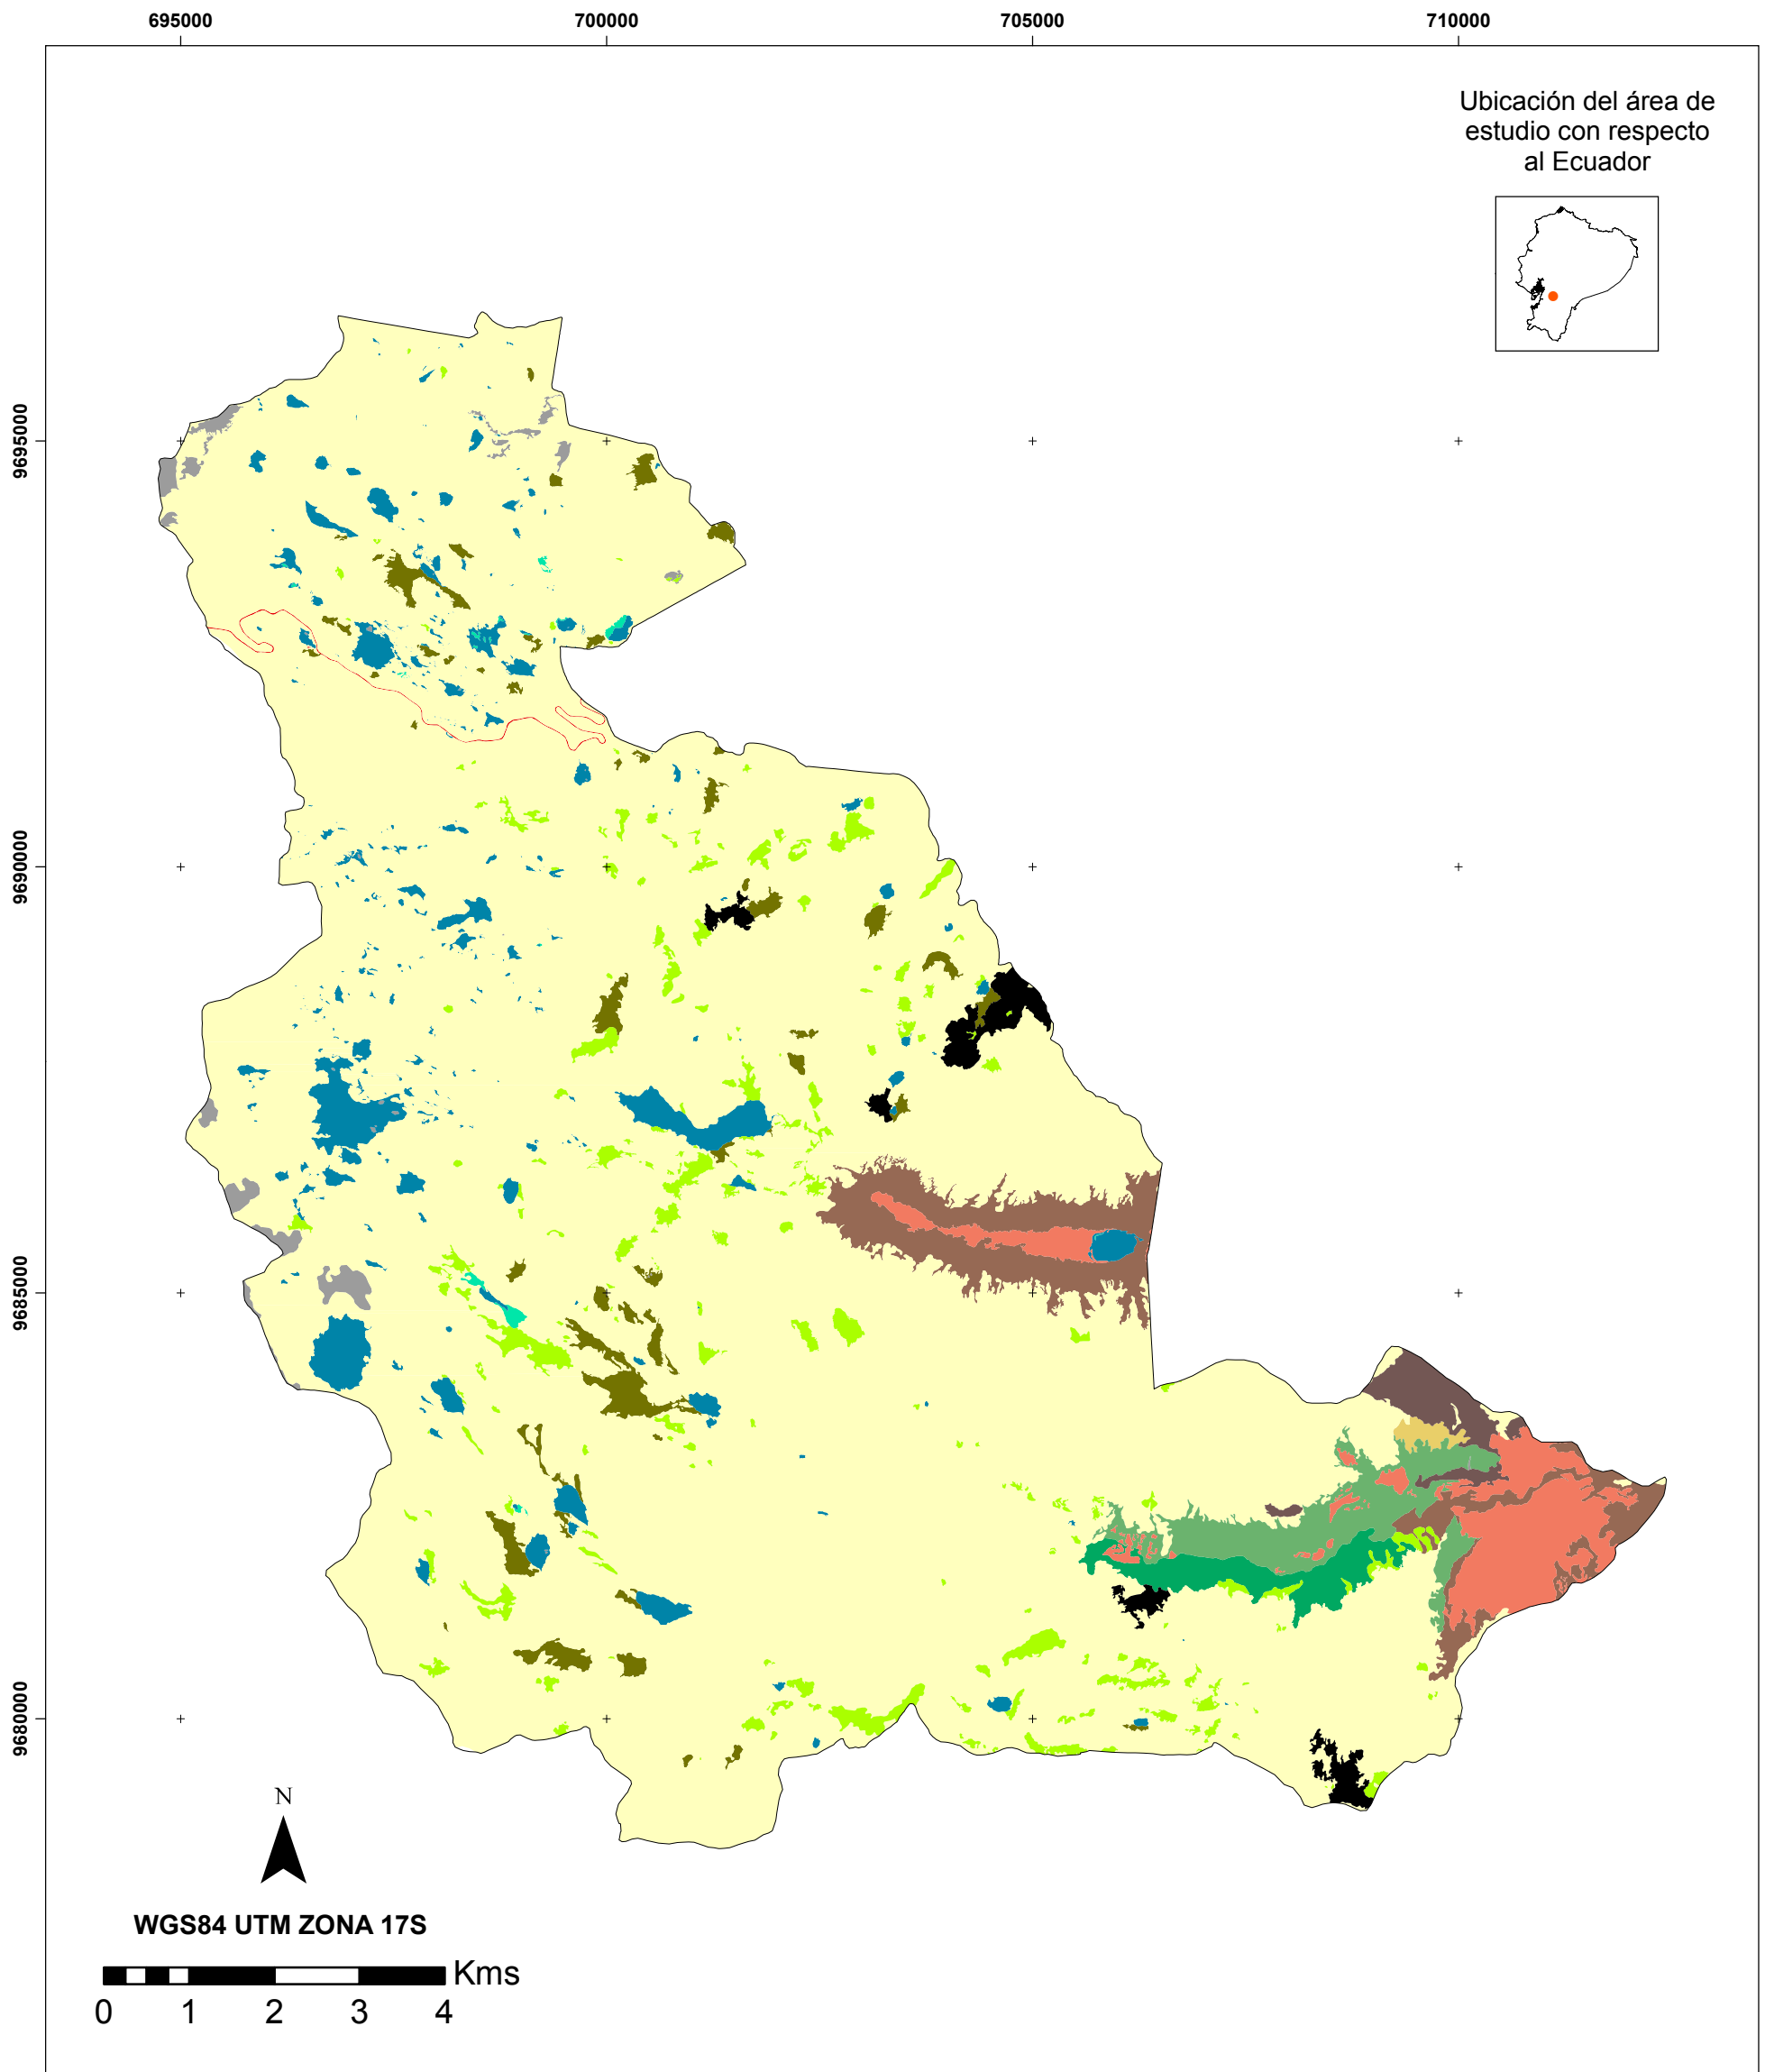 695000 700000 705000 710000
Ubicación del área de
estudio con respecto
al Ecuador
9695000
9690000
9685000
9680000
N
WGS84 UTM ZONA 17S
Kms
0 1 2 3 4